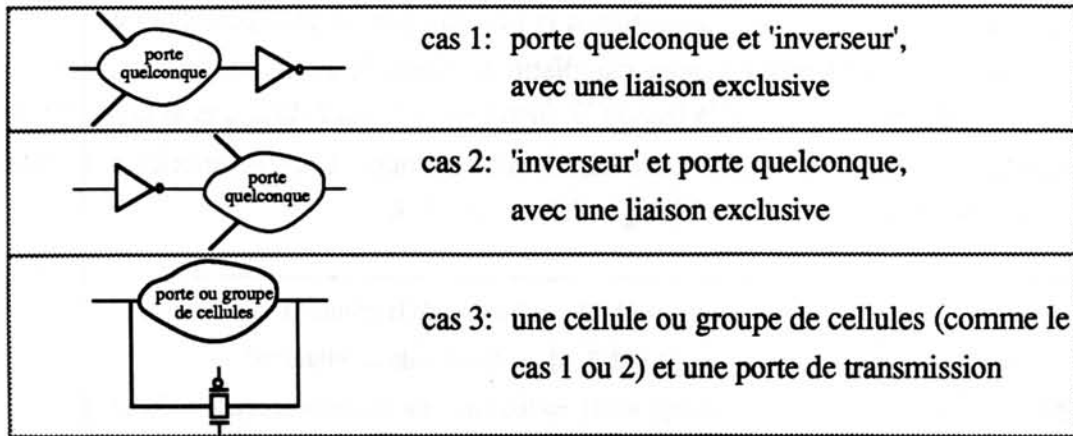 porte
quelconque
cas 1: porte quelconque et 'inverseur',
avec une liaison exclusive
porte
quelconque
cas 2: 'inverseur' et porte quelconque,
avec une liaison exclusive
porte ou groupe
de cellules
cas 3: une cellule ou groupe de cellules (comme le
cas 1 ou 2) et une porte de transmission